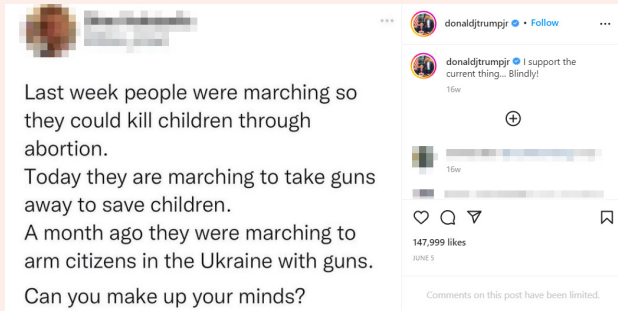 Last week people were marching so
they could kill children through
abortion.
Today they are marching to take guns
away to save children.
A month ago they were marching to
arm citizens in the Ukraine with guns.
Can you make up your minds?
donaldjtrumpjr • Follow
donaldjtrumpjr I support the
current thing... Blindly!
16w
16w
147,999 likes
JUNE 5
Comments on this post have been limited.